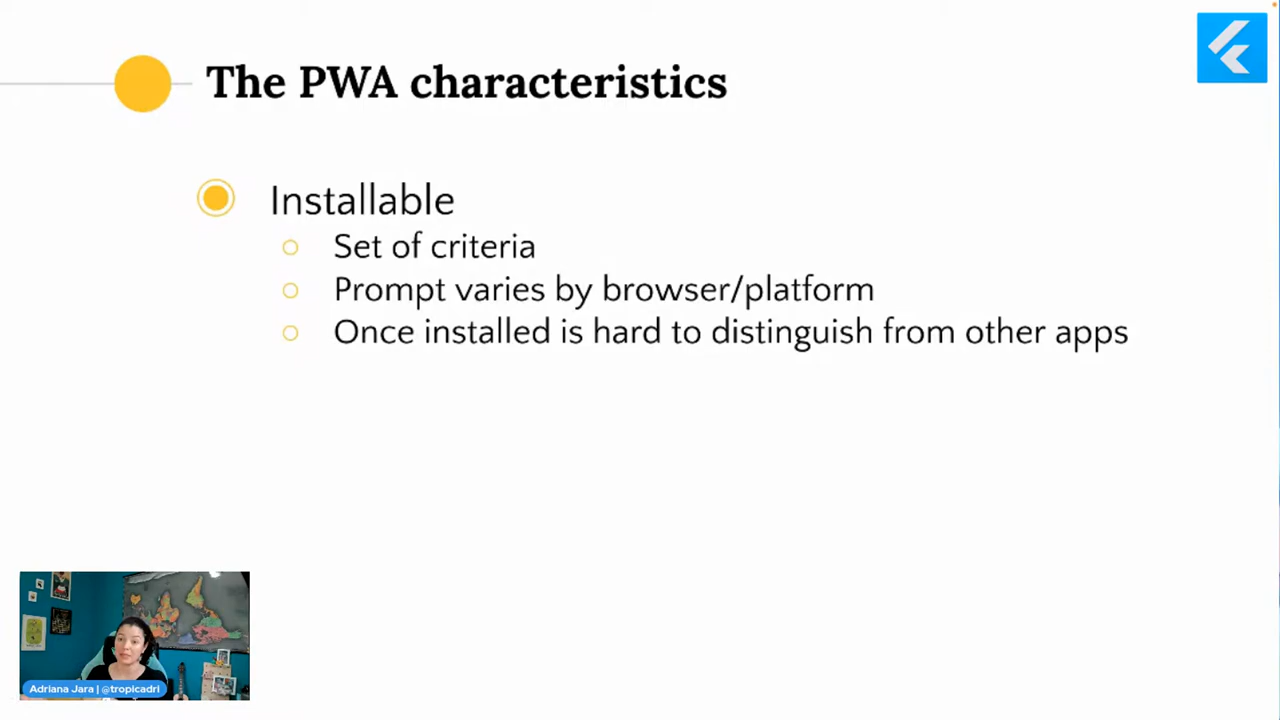 The PWA characteristics
Installable
Set of criteria
Prompt varies by browser/platform
Once installed is hard to distinguish from other apps
Adriana Jara | @tropicadri